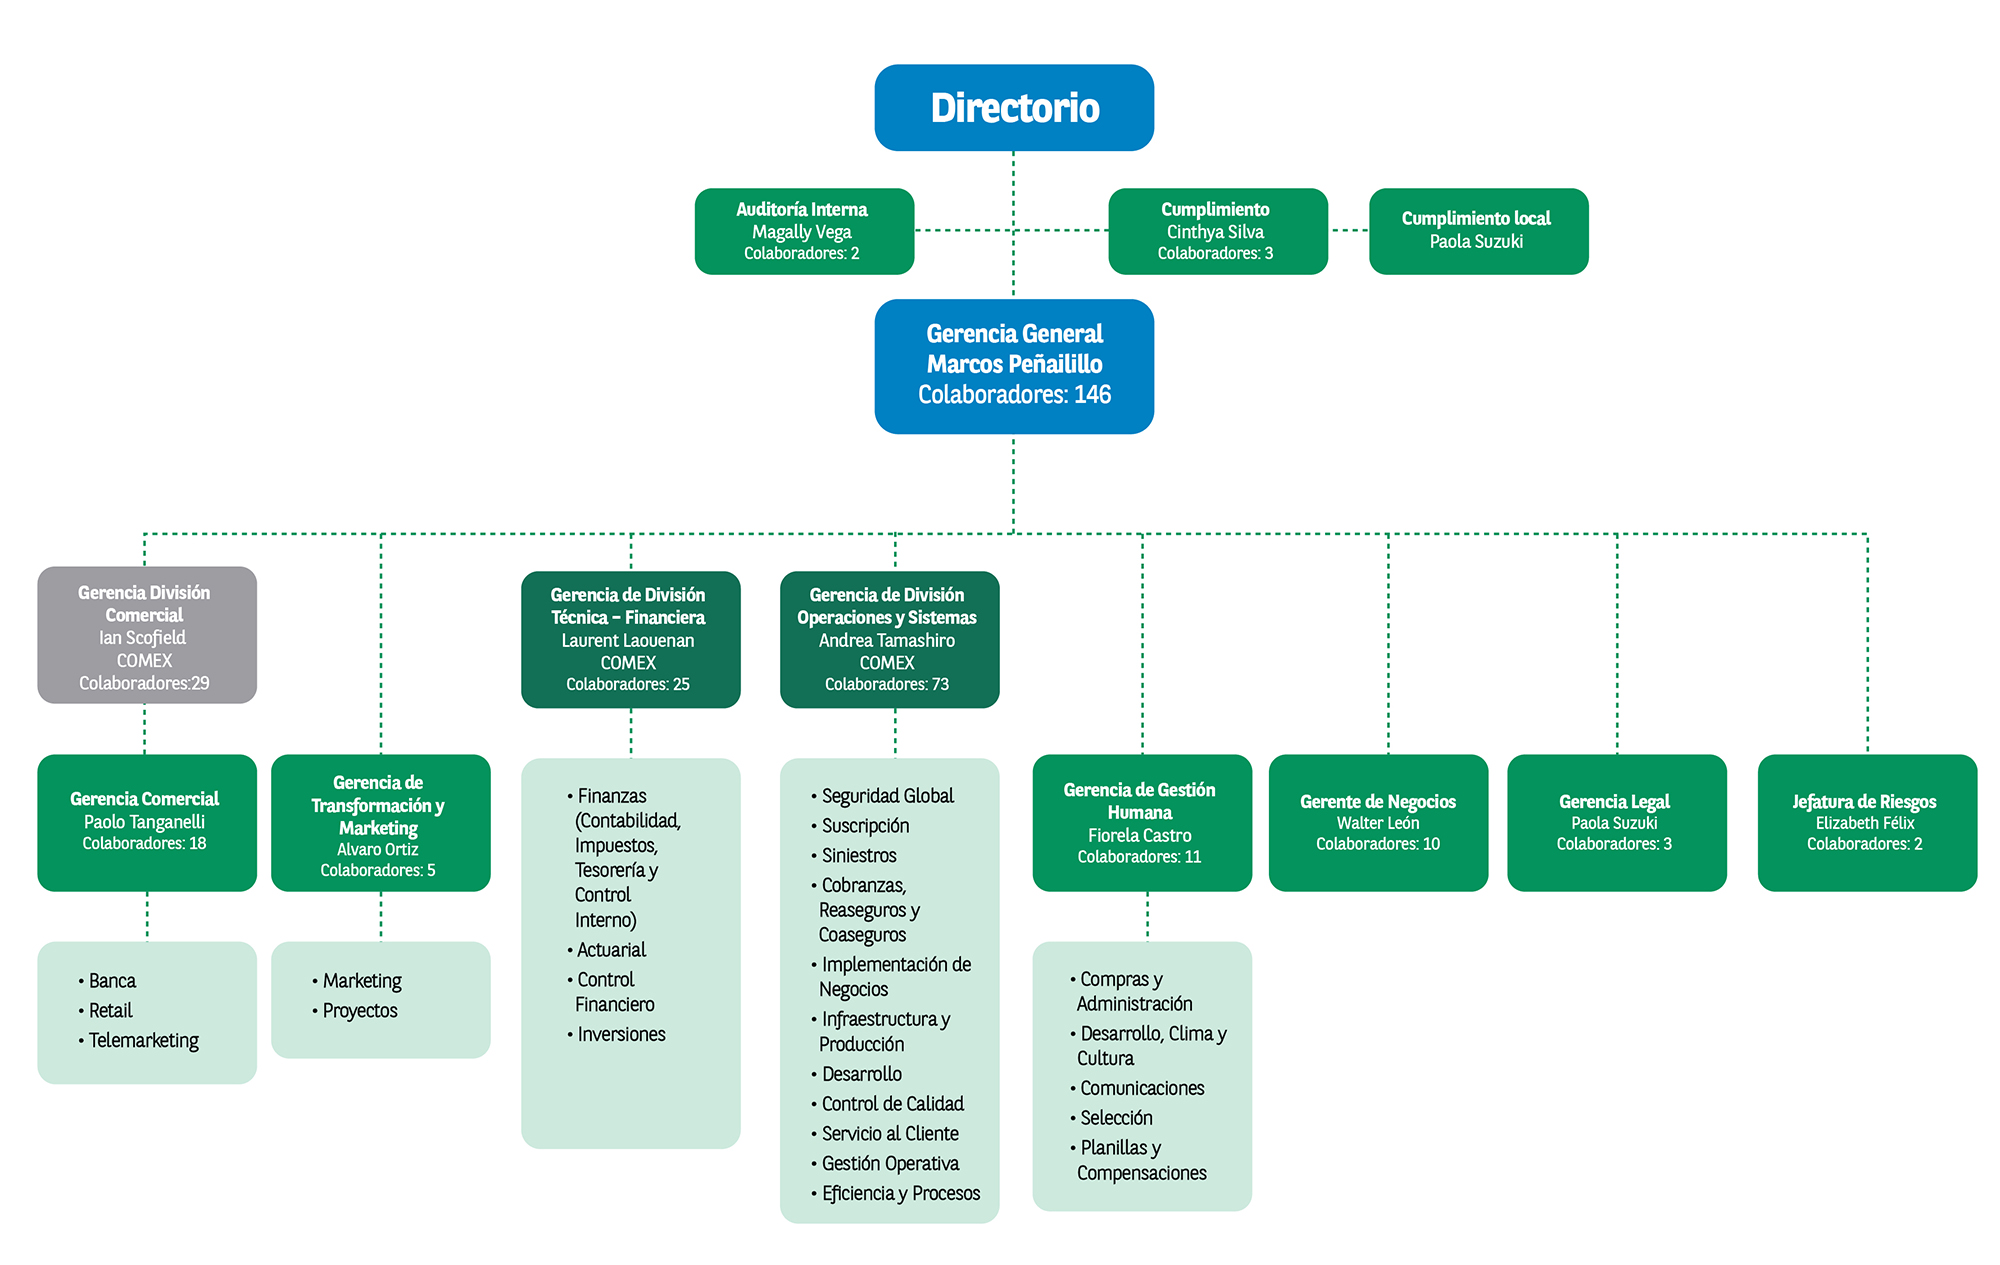 Directorio
Auditoría Interna
Magally Vega
Colaboradores: 2
Cumplimiento
Cinthya Silva
Colaboradores: 3
Cumplimiento local
Paola Suzuki
Gerencia General
Marcos Peñailillo
Colaboradores: 146
Gerencia División
Comercial
Ian Scofield
COMEX
Colaboradores:29
Gerencia de División
Técnica – Financiera
Laurent Laouenan
COMEX
Colaboradores: 25
Gerencia de División
Operaciones y Sistemas
Andrea Tamashiro
COMEX
Colaboradores: 73
Gerencia Comercial
Paolo Tanganelli
Colaboradores: 18
Gerencia de
Transformación y
Marketing
Alvaro Ortiz
Colaboradores: 5
• Finanzas
(Contabilidad,
Impuestos,
Tesorería y
Control
Interno)
• Actuarial
• Control
Financiero
• Inversiones
• Seguridad Global
• Suscripción
• Siniestros
• Cobranzas,
Reaseguros y
Coaseguros
• Implementación de
Negocios
• Infraestructura y
Producción
• Desarrollo
• Control de Calidad
• Servicio al Cliente
• Gestión Operativa
• Eficiencia y Procesos
Gerencia de Gestión
Humana
Fiorela Castro
Colaboradores: 11
Gerente de Negocios
Walter León
Colaboradores: 10
Gerencia Legal
Paola Suzuki
Colaboradores: 3
Jefatura de Riesgos
Elizabeth Félix
Colaboradores: 2
• Banca
• Retail
• Telemarketing
• Marketing
• Proyectos
• Compras y
Administración
• Desarrollo, Clima y
Cultura
• Comunicaciones
• Selección
• Planillas y
Compensaciones